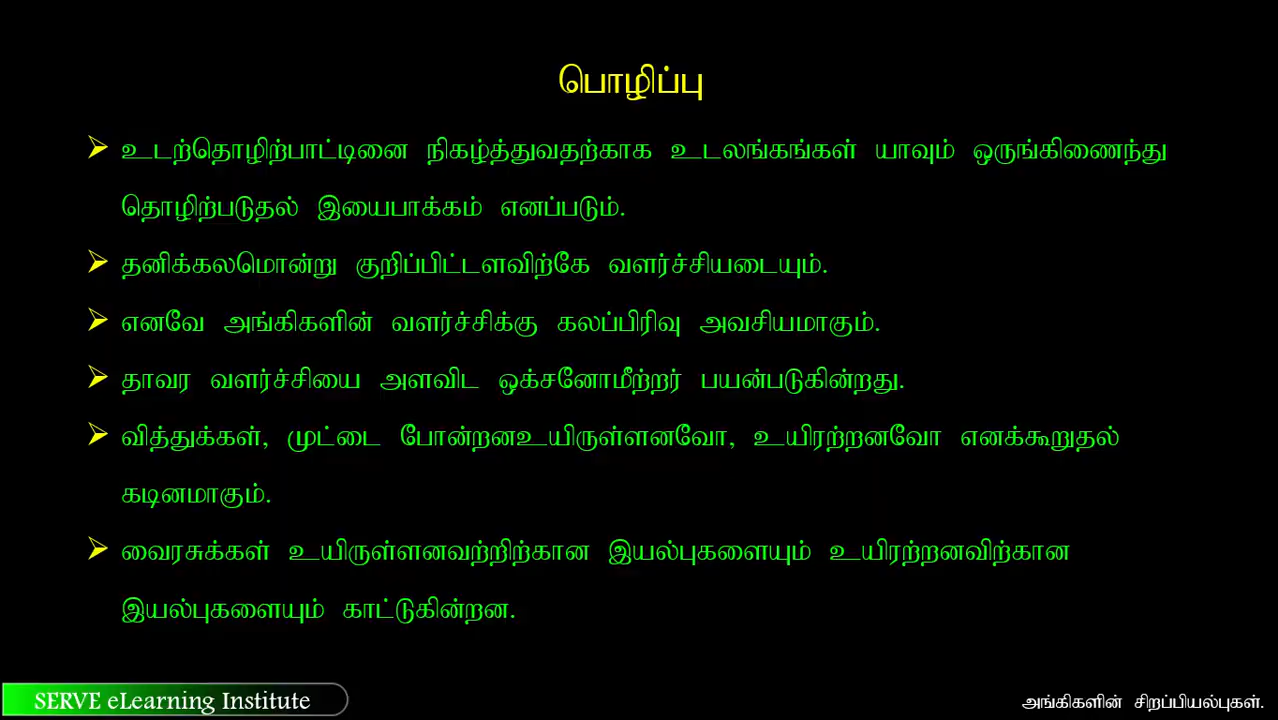 பொழிப்பு
உடற்தொழிற்பாட்டினை நிகழ்த்துவதற்காக உடலங்கங்கள் யாவும் ஒருங்கிணைந்து
தொழிற்படுதல் இயைபாக்கம் எனப்படும்.
தனிக்கலமொன்று குறிப்பிட்டளவிற்கே வளர்ச்சியடையும்.
எனவே அங்கிகளின் வளர்ச்சிக்கு கலப்பிரிவு அவசியமாகும்.
தாவர வளர்ச்சியை அளவிட ஒக்சனோமீற்றர் பயன்படுகின்றது.
வித்துக்கள், முட்டை போன்றனஉயிருள்ளனவோ, உயிரற்றனவோ எனக்கூறுதல்
கடினமாகும்.
வைரசுக்கள் உயிருள்ளனவற்றிற்கான இயல்புகளையும் உயிரற்றனவிற்கான
இயல்புகளையும் காட்டுகின்றன.
SERVE eLearning Institute
அங்கிகளின் சிறப்பியல்புகள்.